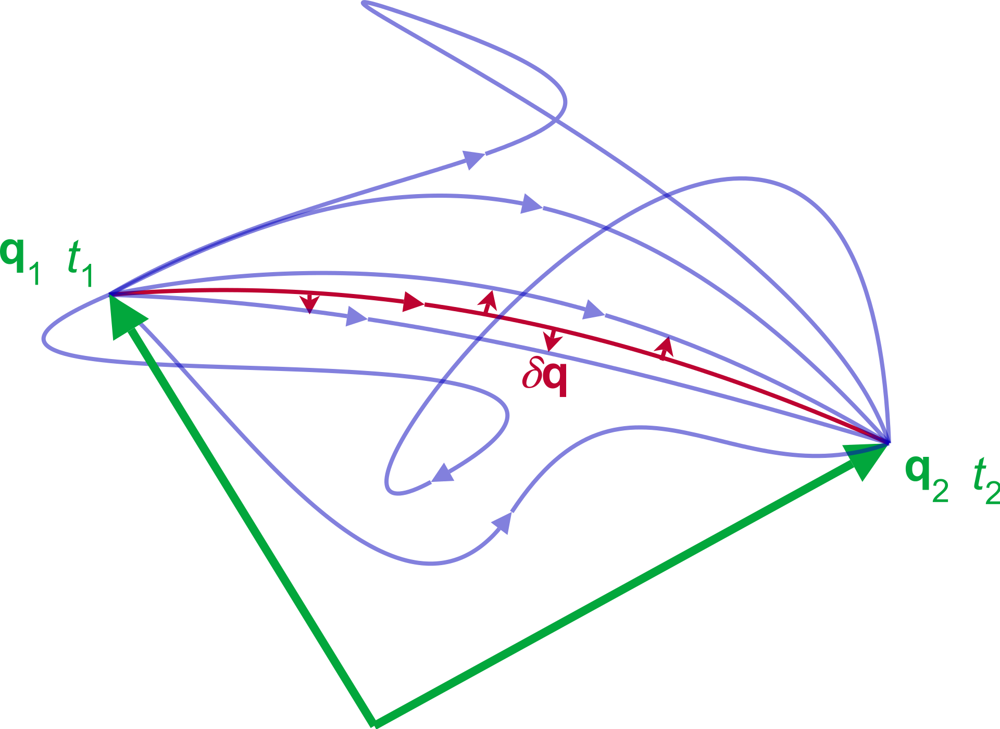 q₁ t₁
δq
q₂ t₂